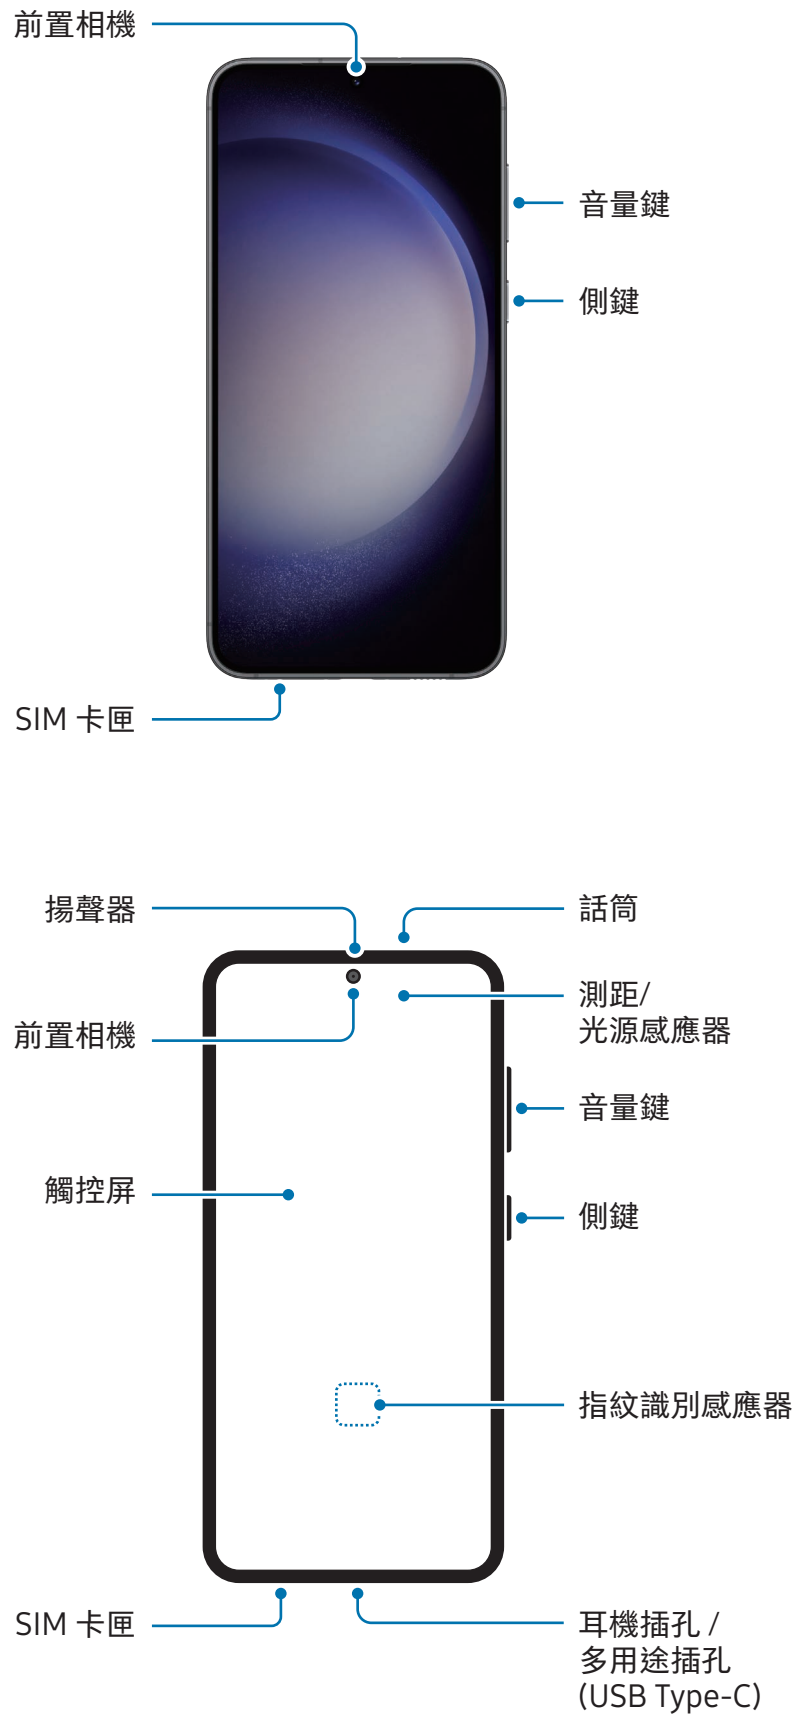 前置相機
音量鍵
側鍵
SIM 卡匣
揚聲器
話筒
測距/
光源感應器
前置相機
音量鍵
觸控屏
側鍵
指紋識別感應器
SIM 卡匣
耳機插孔 /
多用途插孔
(USB Type-C)